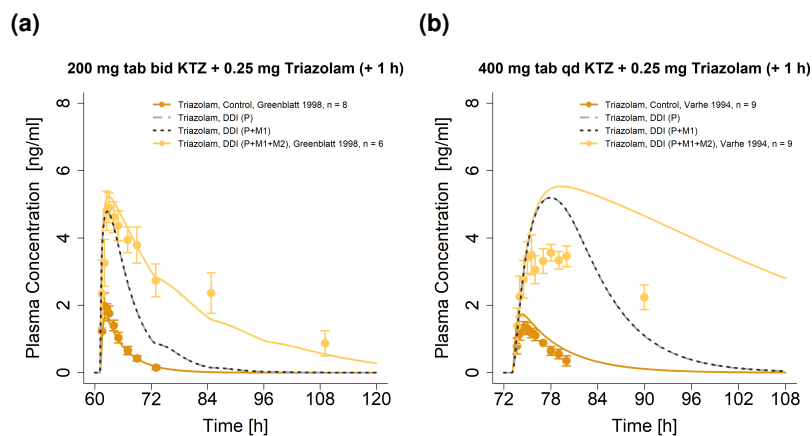 (a)
200 mg tab bid KTZ + 0.25 mg Triazolam (+ 1 h)
Triazolam, Control, Greenblatt 1998, n = 8
Triazolam, DDI (P)
Triazolam, DDI (P+M1)
Triazolam, DDI (P+M1+M2), Greenblatt 1998, n = 6
Plasma Concentration [ng/ml]
8
6
4
2
0
60 72 84 96 108 120
Time [h]
(b)
400 mg tab qd KTZ + 0.25 mg Triazolam (+ 1 h)
Triazolam, Control, Varhe 1994, n = 9
Triazolam, DDI (P)
Triazolam, DDI (P+M1)
Triazolam, DDI (P+M1+M2), Varhe 1994, n = 9
Plasma Concentration [ng/ml]
8
6
4
2
0
72 78 84 90 96 102 108
Time [h]